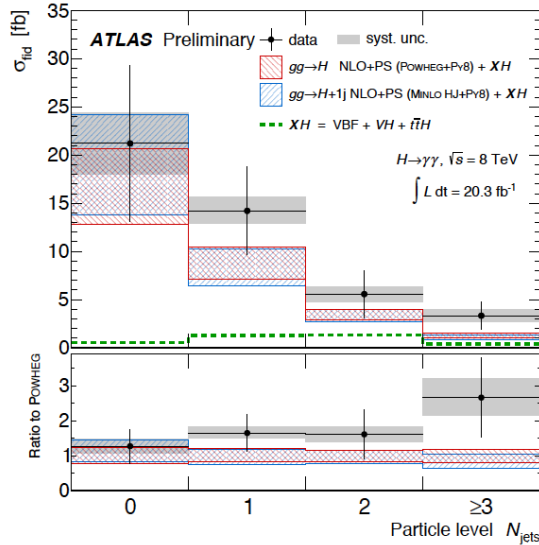 σfid [fb]
35
30
25
20
15
10
5
0
ATLAS Preliminary
data
syst. unc.
gg→H NLO+PS (POWHEG+PY8) + XH
gg→H+1j NLO+PS (MINLO HJ+PY8) + XH
XH = VBF + VH + tt̄H
H→γγ, √s = 8 TeV
∫ L dt = 20.3 fb⁻¹
Ratio to POWHEG
3
2
1
0
0 1 2 ≥3
Particle level Njets